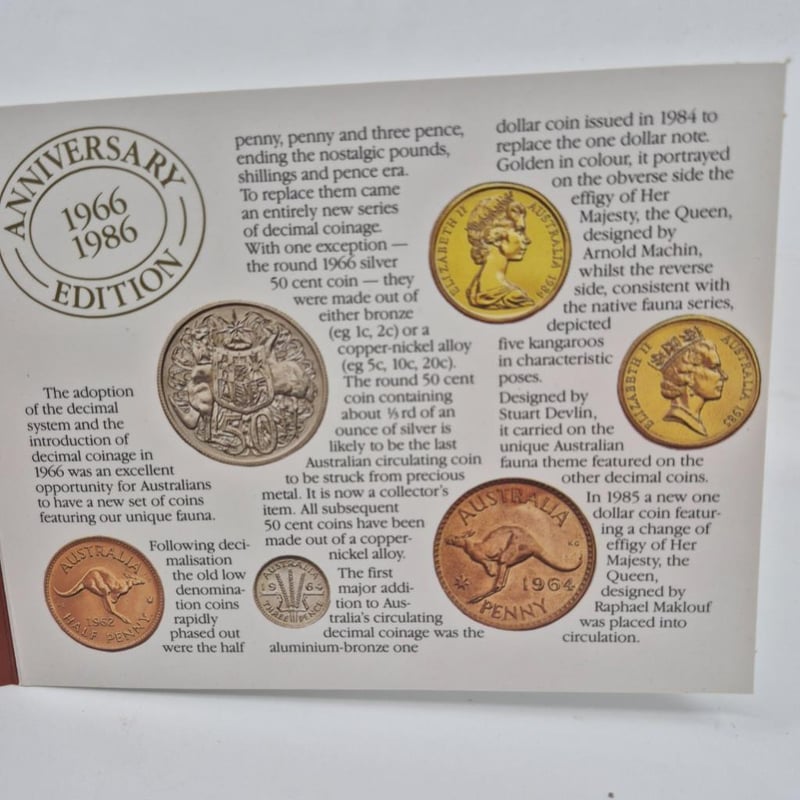 ANNIVERSARY
1966
1986
EDITION
The adoption
of the decimal
system and the
introduction of
decimal coinage in
1966 was an excellent
opportunity for Australians
to have a new set of coins
featuring our unique fauna.
AUSTRALIA
1962
HALF PENNY
Following deci-
malisation
the old low
denomina-
tion coins
rapidly
phased out
were the half
penny, penny and three pence,
ending the nostalgic pounds,
shillings and pence era.
To replace them came
an entirely new series
of decimal coinage.
With one exception —
the round 1966 silver
50 cent coin — they
were made out of
either bronze
(eg 1c, 2c) or a
copper-nickel alloy
(eg 5c, 10c, 20c).
The round 50 cent
coin containing
about ⅓rd of an
ounce of silver is
likely to be the last
Australian circulating coin
to be struck from precious
metal. It is now a collector's
item. All subsequent
50 cent coins have been
made out of a copper-
nickel alloy.
50
AUSTRALIA
1964
THREE PENCE
The first
major addi-
tion to Aus-
tralia's circulating
decimal coinage was the
aluminium-bronze one
dollar coin issued in 1984 to
replace the one dollar note.
Golden in colour, it portrayed
on the obverse side the
effigy of Her
Majesty, the Queen,
designed by
Arnold Machin,
whilst the reverse
side, consistent with
the native fauna series,
depicted
five kangaroos
in characteristic
poses.
Designed by
Stuart Devlin,
it carried on the
unique Australian
fauna theme featured on the
other decimal coins.
ELIZABETH II AUSTRALIA 1984
ELIZABETH II AUSTRALIA 1985
In 1985 a new one
dollar coin featur-
ing a change of
effigy of Her
Majesty, the
Queen,
designed by
Raphael Maklouf
was placed into
circulation.
AUSTRALIA
KG
1964
PENNY